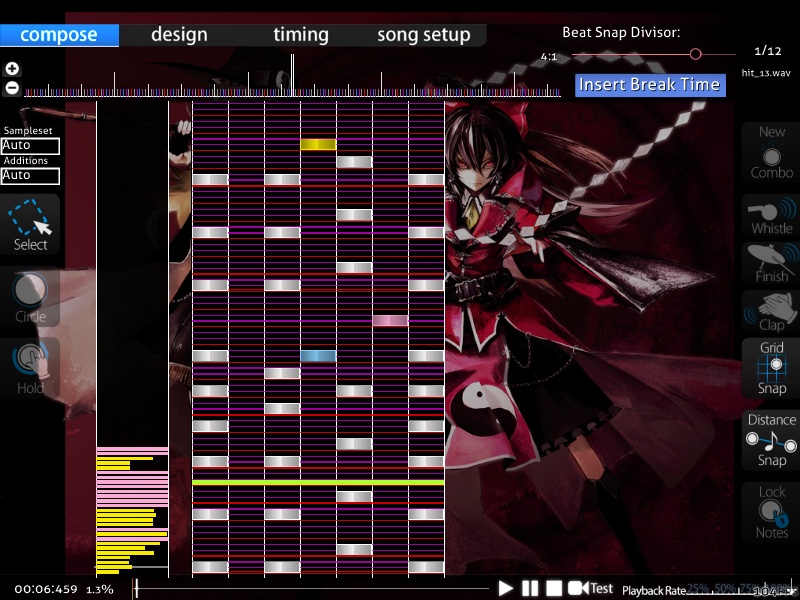 compose design timing song setup
Beat Snap Divisor:
4:1
1/12
hit_13.wav
Insert Break Time
Sampleset
Auto
Additions
Auto
Select
Circle
Hold
New
Combo
Whistle
Finish
Clap
Grid
Snap
Distance
Snap
Lock
Notes
00:06:459 1.3%
Test
Playback Rate
25% 50% 75% 100%